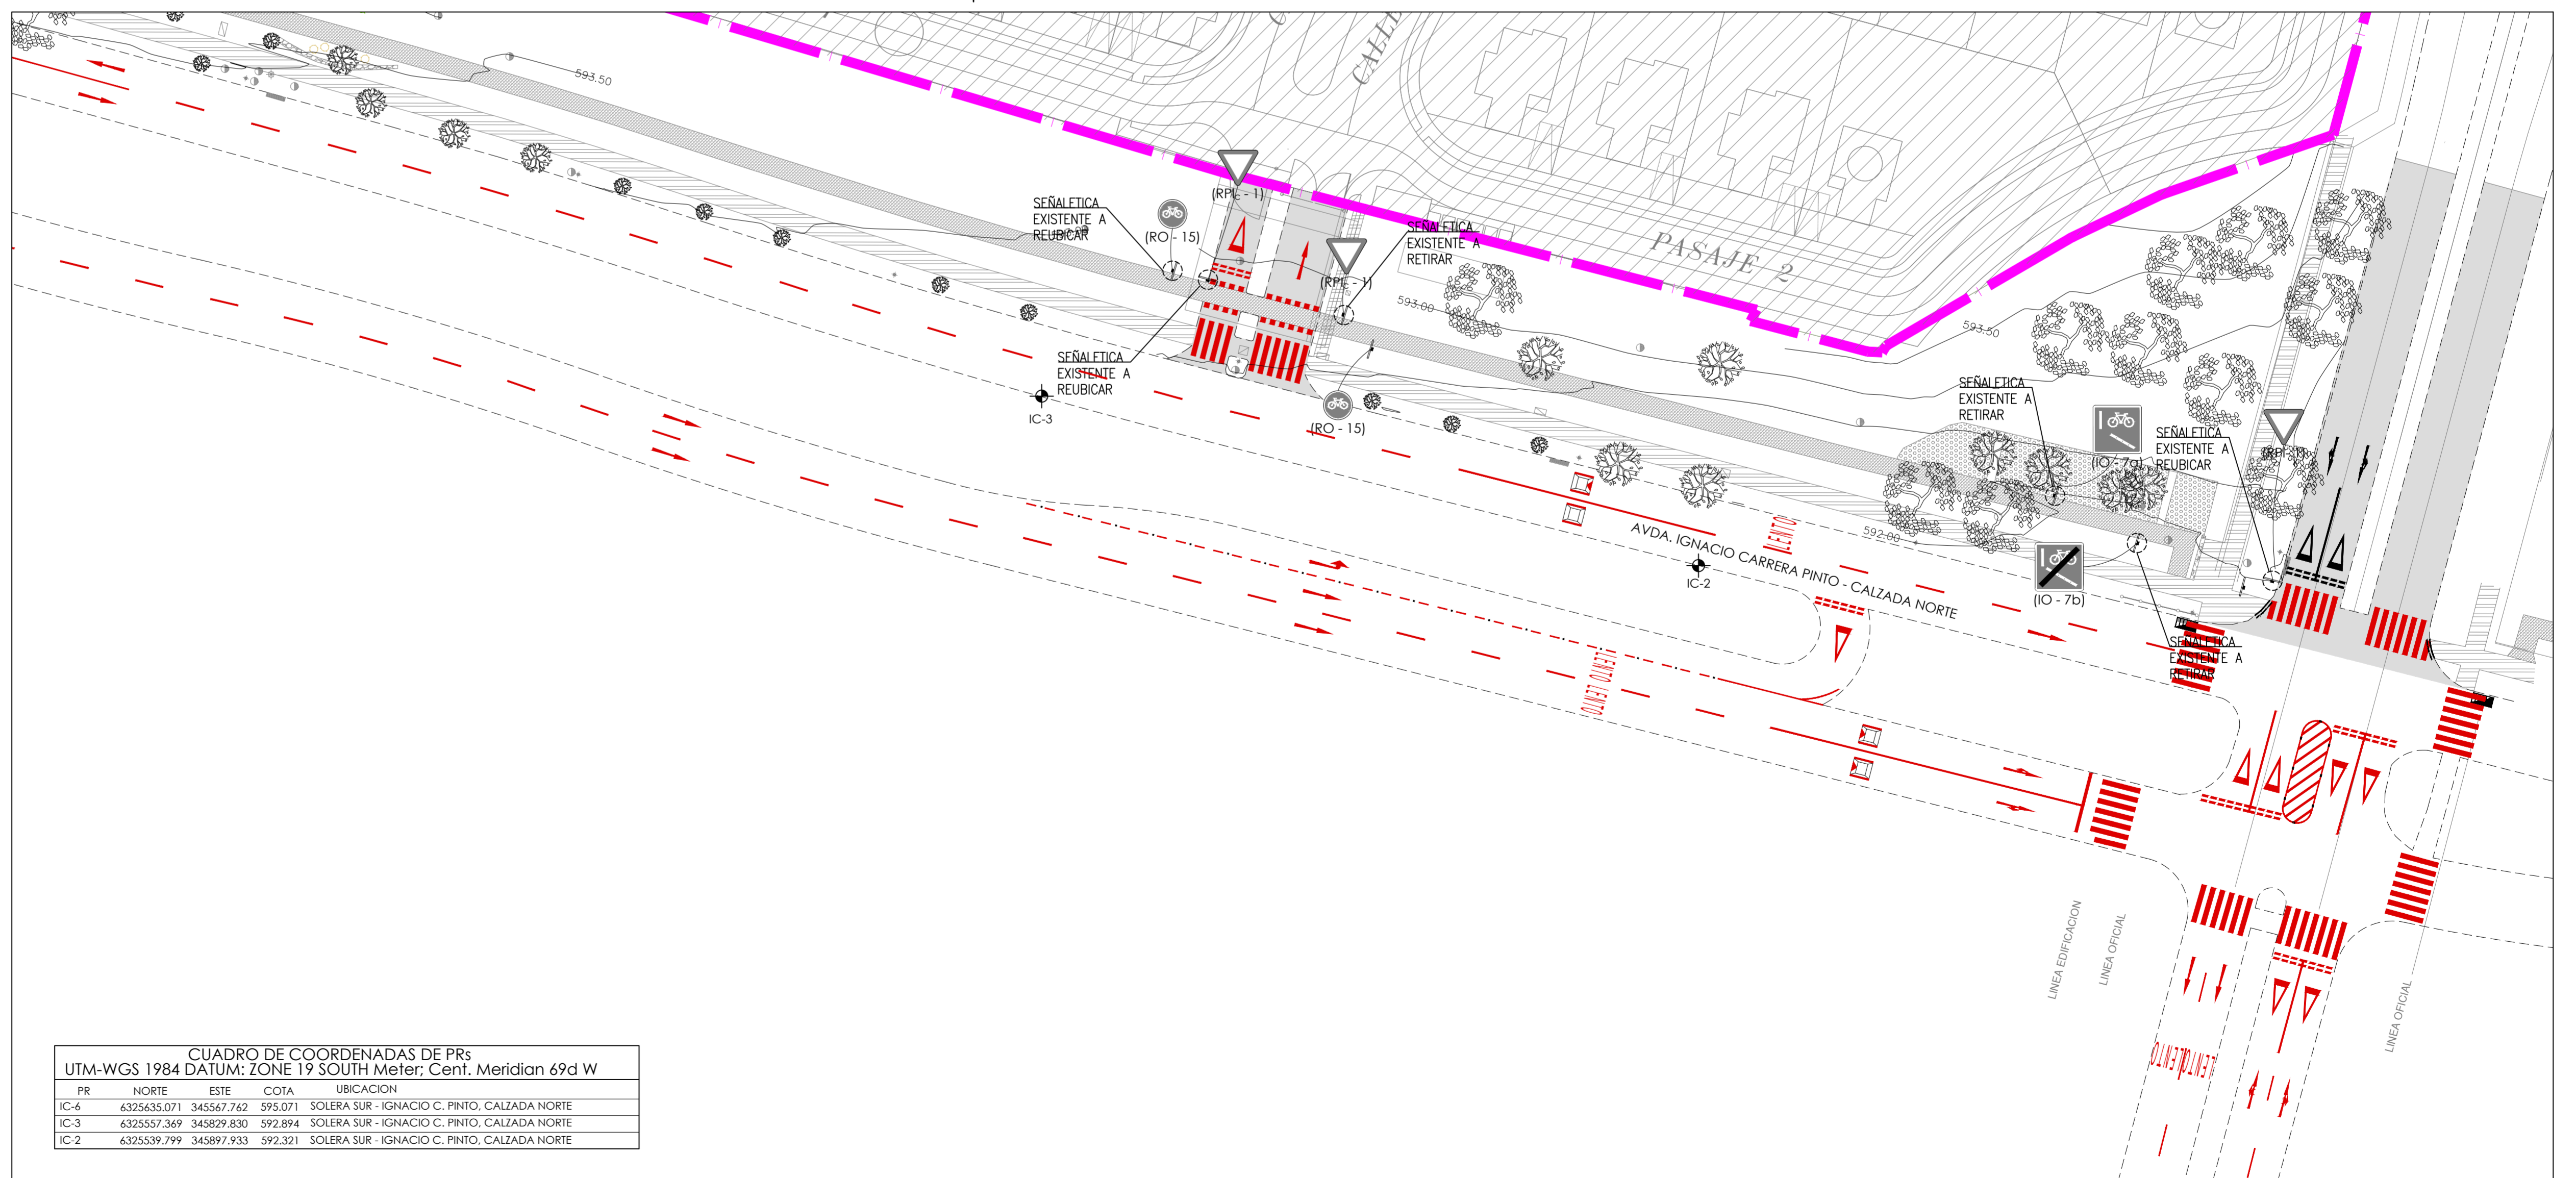 593.50
CALL
(RPI - 1)
SEÑALETICA
EXISTENTE A
REUBICAR
(RO - 15)
SEÑALETICA
EXISTENTE A
RETIRAR
(RPI - 1)
PASAJE 2
593.00
593.50
SEÑALETICA
EXISTENTE A
REUBICAR
IC-3
(RO - 15)
SEÑALETICA
EXISTENTE A
RETIRAR
(IO - 7a)
SEÑALETICA
EXISTENTE A
REUBICAR
(RPI - 1)
LENTO
592.00
AVDA. IGNACIO CARRERA PINTO - CALZADA NORTE
IC-2
(IO - 7b)
SEÑALETICA
EXISTENTE A
RETIRAR
LENTO LENTO
LINEA EDIFICACION
LINEA OFICIAL
LINEA OFICIAL
LENTO LENTO
CUADRO DE COORDENADAS DE PRs
UTM-WGS 1984 DATUM: ZONE 19 SOUTH Meter; Cent. Meridian 69d W
PR NORTE ESTE COTA UBICACION
IC-6 6325635.071 345567.762 595.071 SOLERA SUR - IGNACIO C. PINTO, CALZADA NORTE
IC-3 6325557.369 345829.830 592.894 SOLERA SUR - IGNACIO C. PINTO, CALZADA NORTE
IC-2 6325539.799 345897.933 592.321 SOLERA SUR - IGNACIO C. PINTO, CALZADA NORTE